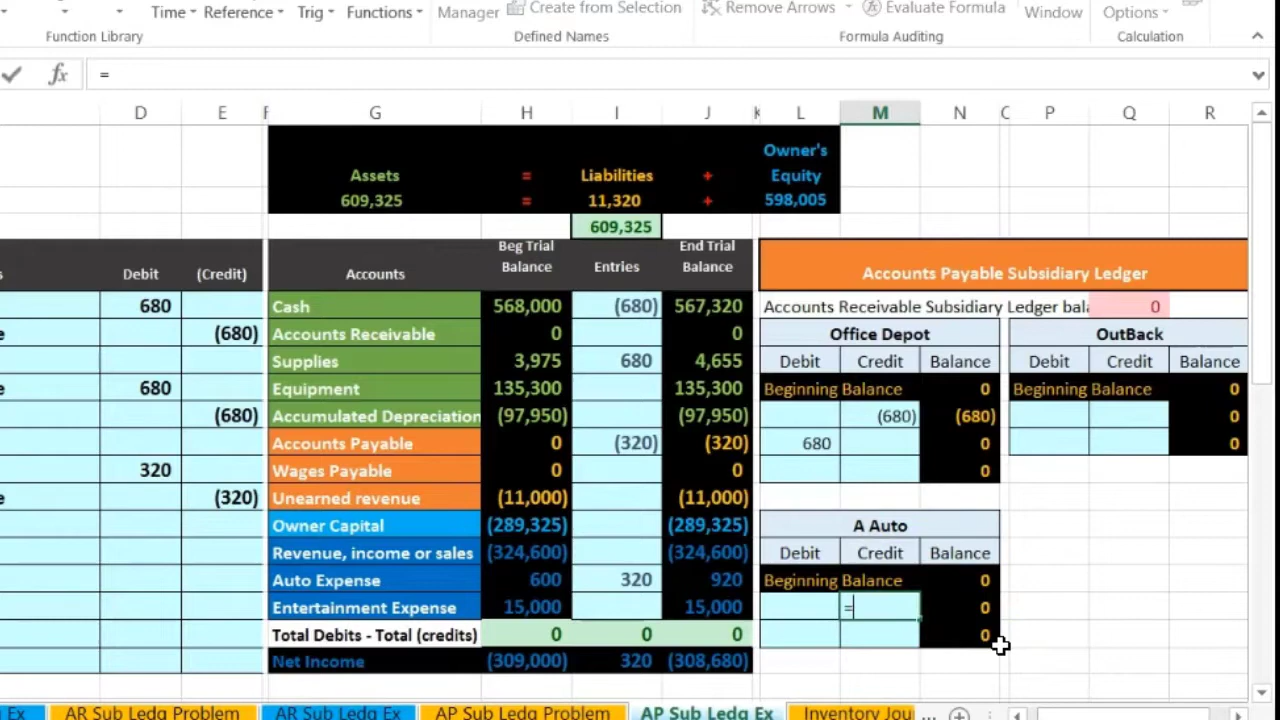 Time Reference Trig Functions Manager Create from Selection Remove Arrows Evaluate Formula Window Options
Function Library Defined Names Formula Auditing Calculation
fx =
D E F G H I J K L M N P Q R
Owner's
Assets = Liabilities + Equity
609,325 = 11,320 + 598,005
609,325
Debit (Credit) Accounts Beg Trial Balance Entries End Trial Balance Accounts Payable Subsidiary Ledger
680 Cash 568,000 (680) 567,320 Accounts Receivable Subsidiary Ledger bala 0
e (680) Accounts Receivable 0 0 Office Depot OutBack
Supplies 3,975 680 4,655 Debit Credit Balance Debit Credit Balance
e 680 Equipment 135,300 135,300 Beginning Balance 0 Beginning Balance 0
(680) Accumulated Depreciation (97,950) (97,950) (680) (680) 0
Accounts Payable 0 (320) (320) 680 0 0
320 Wages Payable 0 0 0
e (320) Unearned revenue (11,000) (11,000)
Owner Capital (289,325) (289,325) A Auto
Revenue, income or sales (324,600) (324,600) Debit Credit Balance
Auto Expense 600 320 920 Beginning Balance 0
Entertainment Expense 15,000 15,000 = 0
Total Debits - Total (credits) 0 0 0 0
Net Income (309,000) 320 (308,680)
g Ex AR Sub Ledg Problem AR Sub Ledg Ex AP Sub Ledg Problem AP Sub Ledg Ex Inventory Jou ...